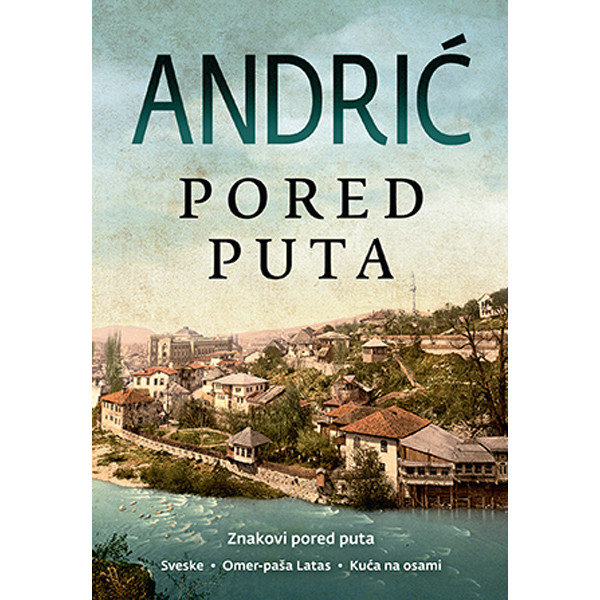 ANDRIĆ
PORED
PUTA
Znakovi pored puta
Sveske • Omer-paša Latas • Kuća na osami